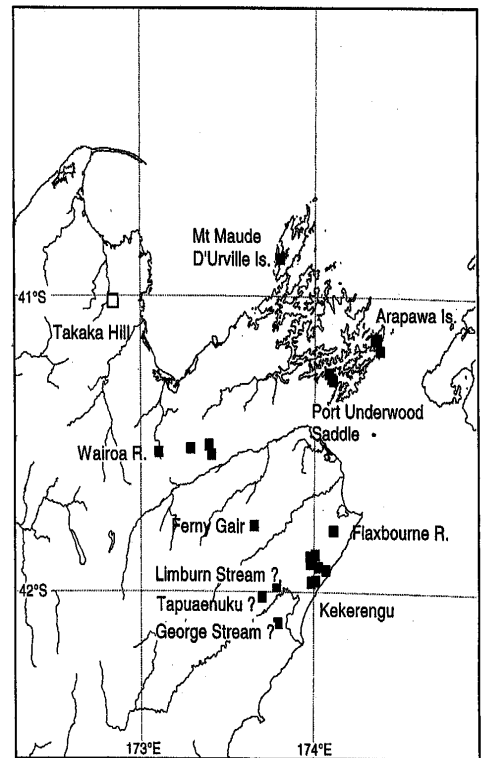 Mt Maude
D'Urville Is.
41°S
Takaka Hill
Arapawa Is.
Port Underwood
Saddle
Wairoa R.
Ferny Gair
Flaxbourne R.
Limburn Stream ?
42°S
Tapuaenuku ?
Kekerengu
George Stream ?
173°E
174°E